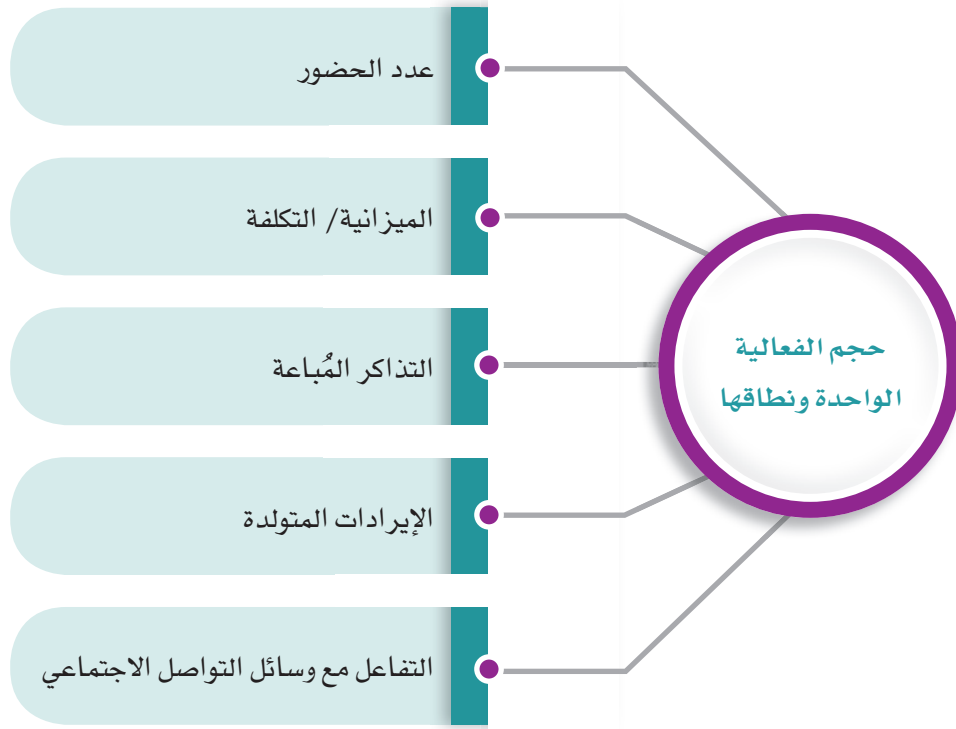 حجم الفعالية
الواحدة ونطاقها
عدد الحضور
الميزانية/ التكلفة
التذاكر المُباعة
الإيرادات المتولدة
التفاعل مع وسائل التواصل الاجتماعي